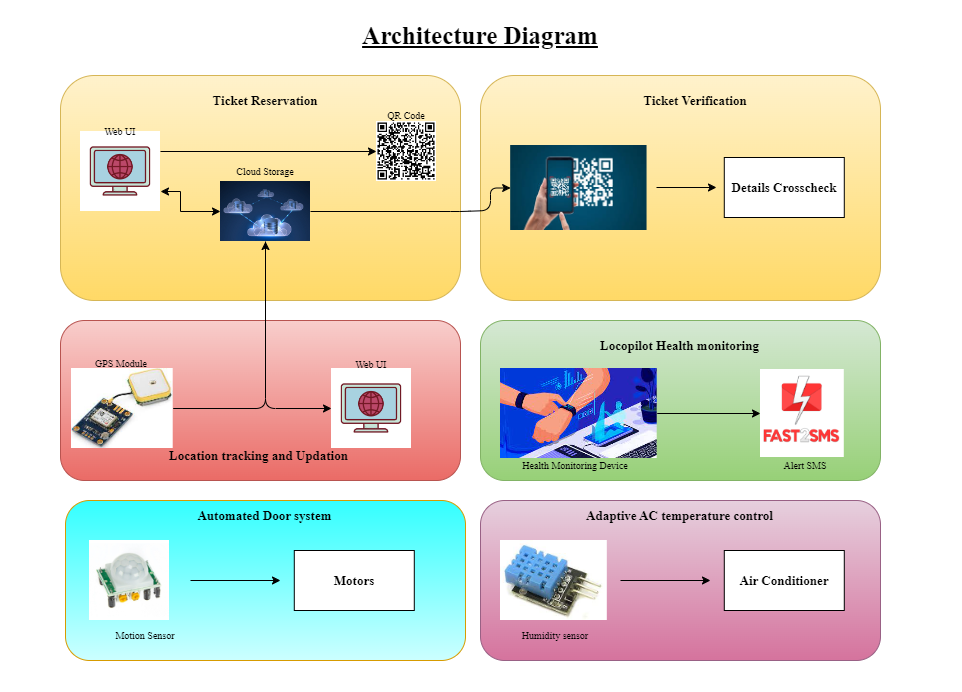 Architecture Diagram
Ticket Reservation
Web UI
QR Code
Cloud Storage
Ticket Verification
Details Crosscheck
GPS Module
Web UI
Location tracking and Updation
Locopilot Health monitoring
Health Monitoring Device
FAST2SMS
Alert SMS
Automated Door system
Motors
Motion Sensor
Adaptive AC temperature control
Air Conditioner
Humidity sensor